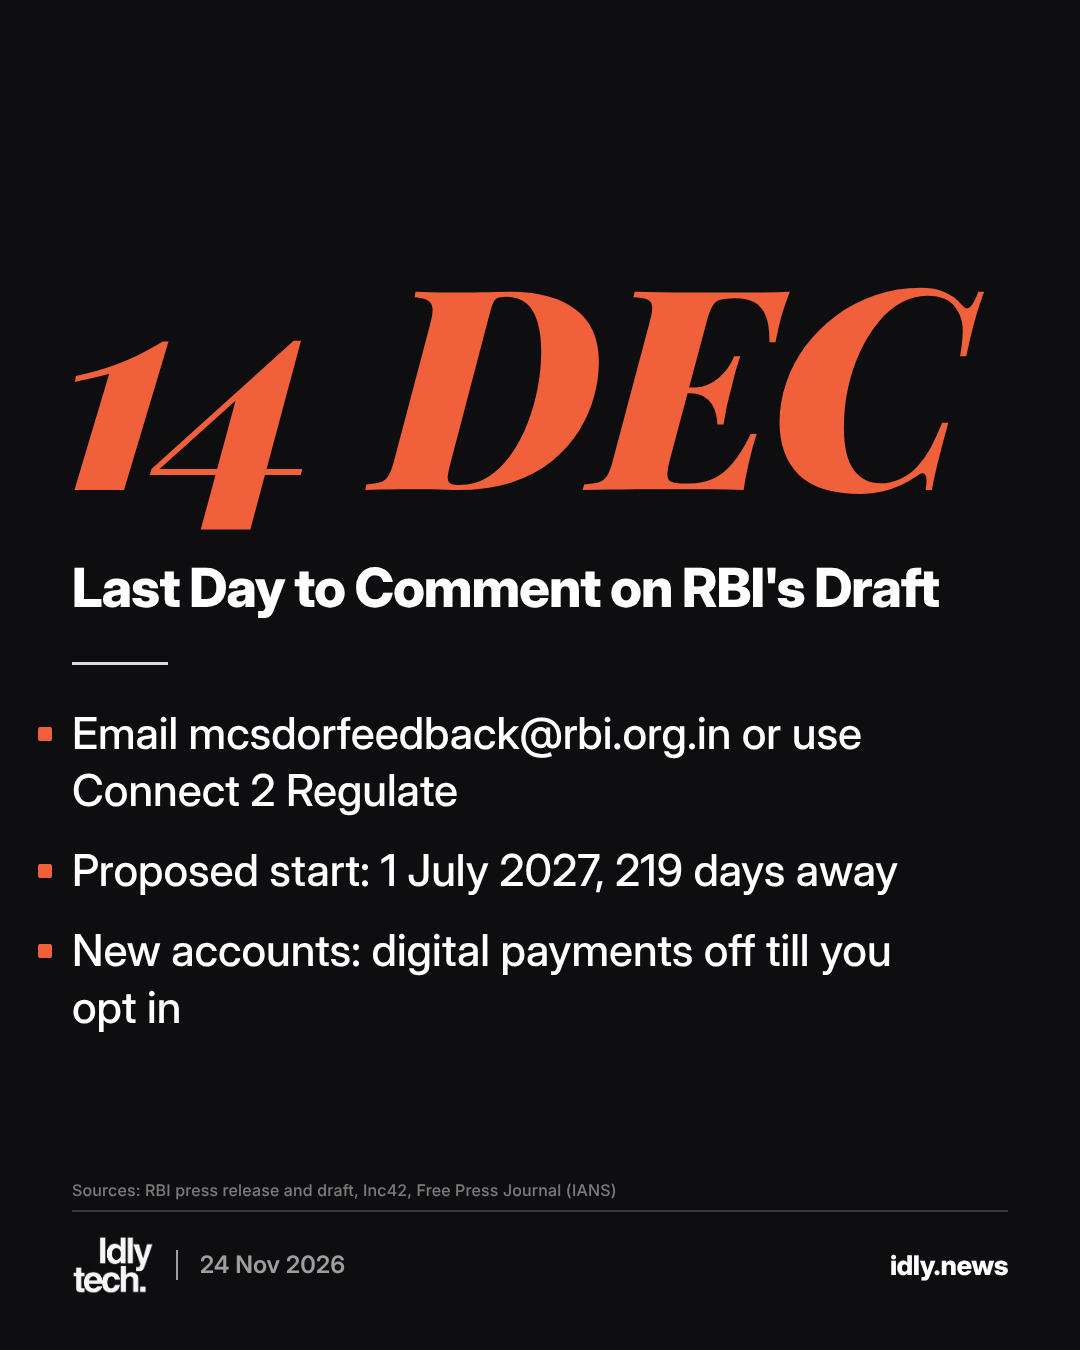 14 DEC
Last Day to Comment on RBI's Draft
Email mcsdorfeedback@rbi.org.in or use
Connect 2 Regulate
Proposed start: 1 July 2027, 219 days away
New accounts: digital payments off till you
opt in
Sources: RBI press release and draft, Inc42, Free Press Journal (IANS)
Idly
tech.
24 Nov 2026
idly.news